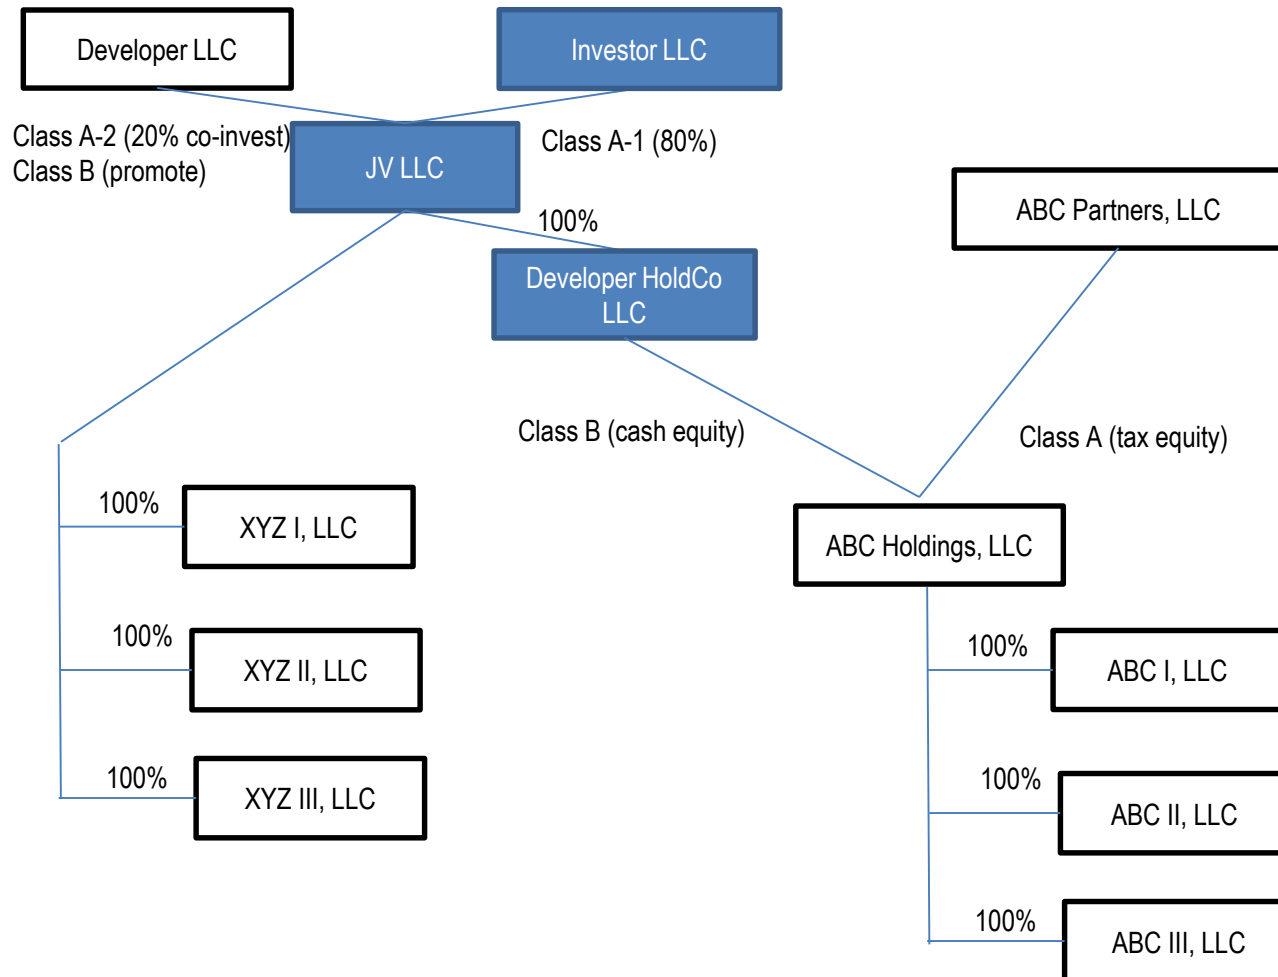 Developer LLC
Investor LLC
Class A-2 (20% co-invest)
Class B (promote)
JV LLC
Class A-1 (80%)
ABC Partners, LLC
100%
Developer HoldCo
LLC
Class B (cash equity)
Class A (tax equity)
100%
XYZ I, LLC
ABC Holdings, LLC
100%
XYZ II, LLC
100%
ABC I, LLC
100%
XYZ III, LLC
100%
ABC II, LLC
100%
ABC III, LLC